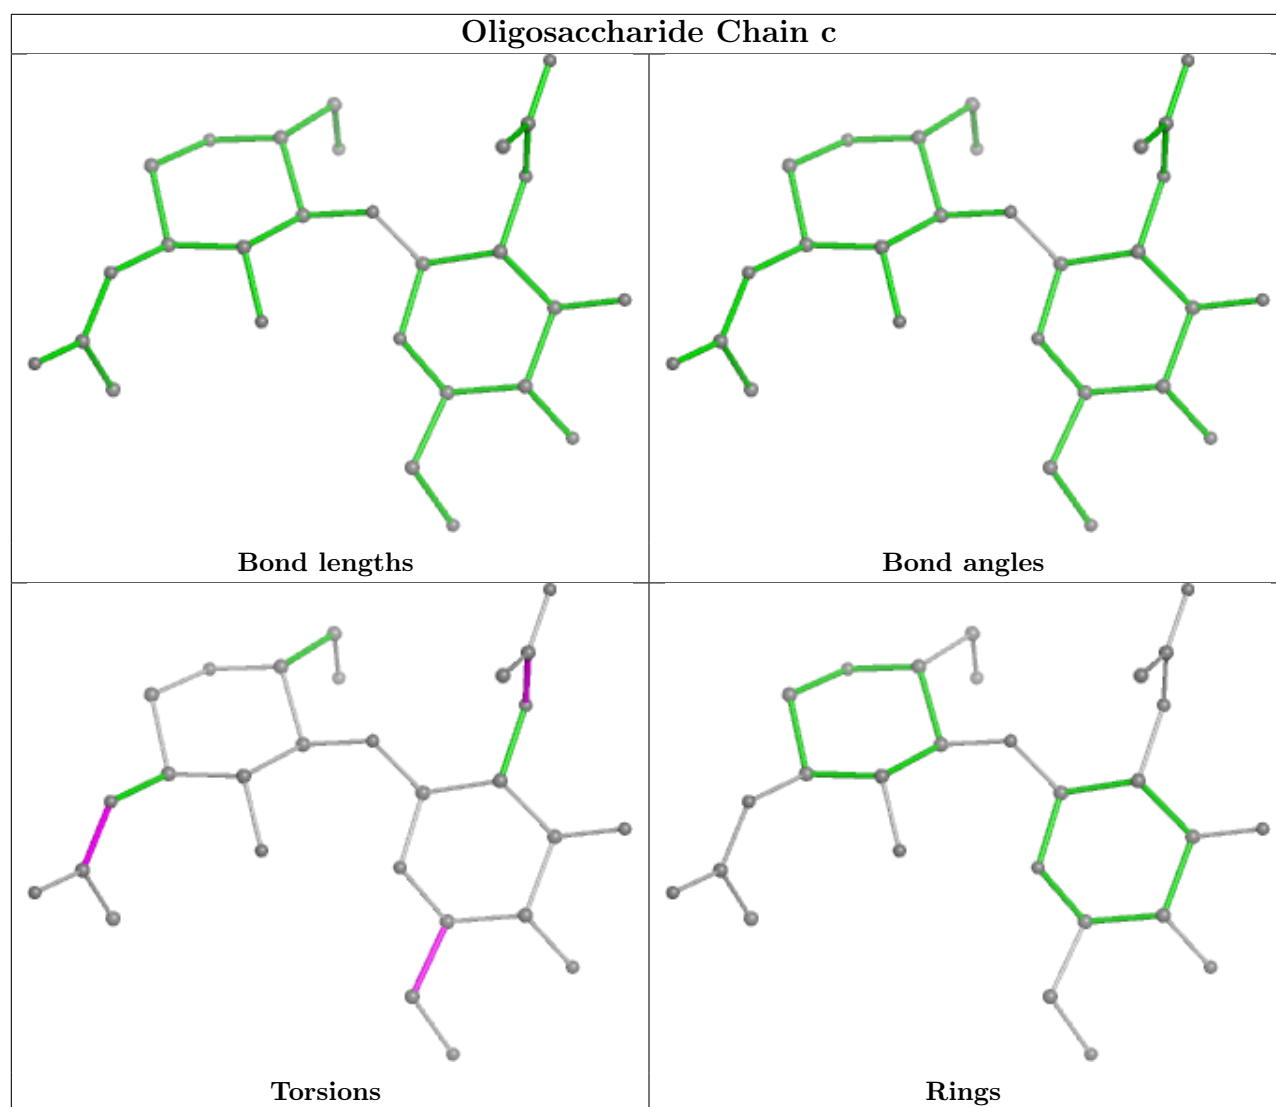 Oligosaccharide Chain c
Bond lengths
Bond angles
Torsions
Rings